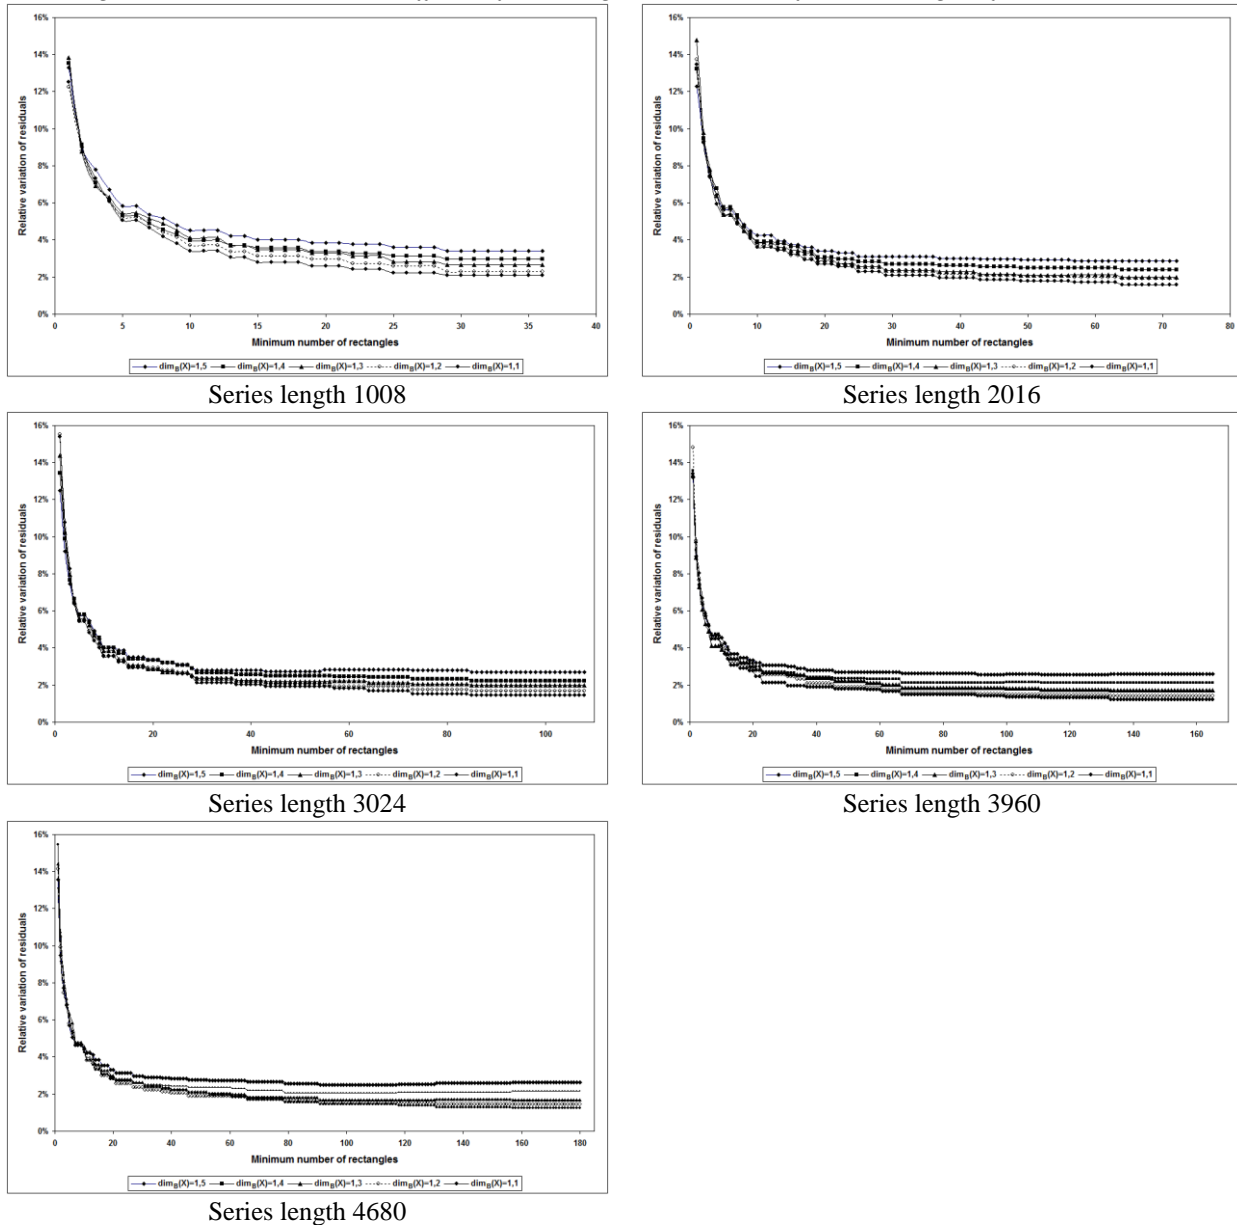 16%
14%
12%
10%
8%
6%
4%
2%
0%
Relative variation of residuals
0 5 10 15 20 25 30 35 40
Minimum number of rectangles
dimB(X)=1,5 dimB(X)=1,4 dimB(X)=1,3 dimB(X)=1,2 dimB(X)=1,1
Series length 1008
16%
14%
12%
10%
8%
6%
4%
2%
0%
Relative variation of residuals
0 10 20 30 40 50 60 70 80
Minimum number of rectangles
dimB(X)=1,5 dimB(X)=1,4 dimB(X)=1,3 dimB(X)=1,2 dimB(X)=1,1
Series length 2016
16%
14%
12%
10%
8%
6%
4%
2%
0%
Relative variation of residuals
0 20 40 60 80 100
Minimum number of rectangles
dimB(X)=1,5 dimB(X)=1,4 dimB(X)=1,3 dimB(X)=1,2 dimB(X)=1,1
Series length 3024
16%
14%
12%
10%
8%
6%
4%
2%
0%
Relative variation of residuals
0 20 40 60 80 100 120 140 160
Minimum number of rectangles
dimB(X)=1,5 dimB(X)=1,4 dimB(X)=1,3 dimB(X)=1,2 dimB(X)=1,1
Series length 3960
16%
14%
12%
10%
8%
6%
4%
2%
0%
Relative variation of residuals
0 20 40 60 80 100 120 140 160 180
Minimum number of rectangles
dimB(X)=1,5 dimB(X)=1,4 dimB(X)=1,3 dimB(X)=1,2 dimB(X)=1,1
Series length 4680